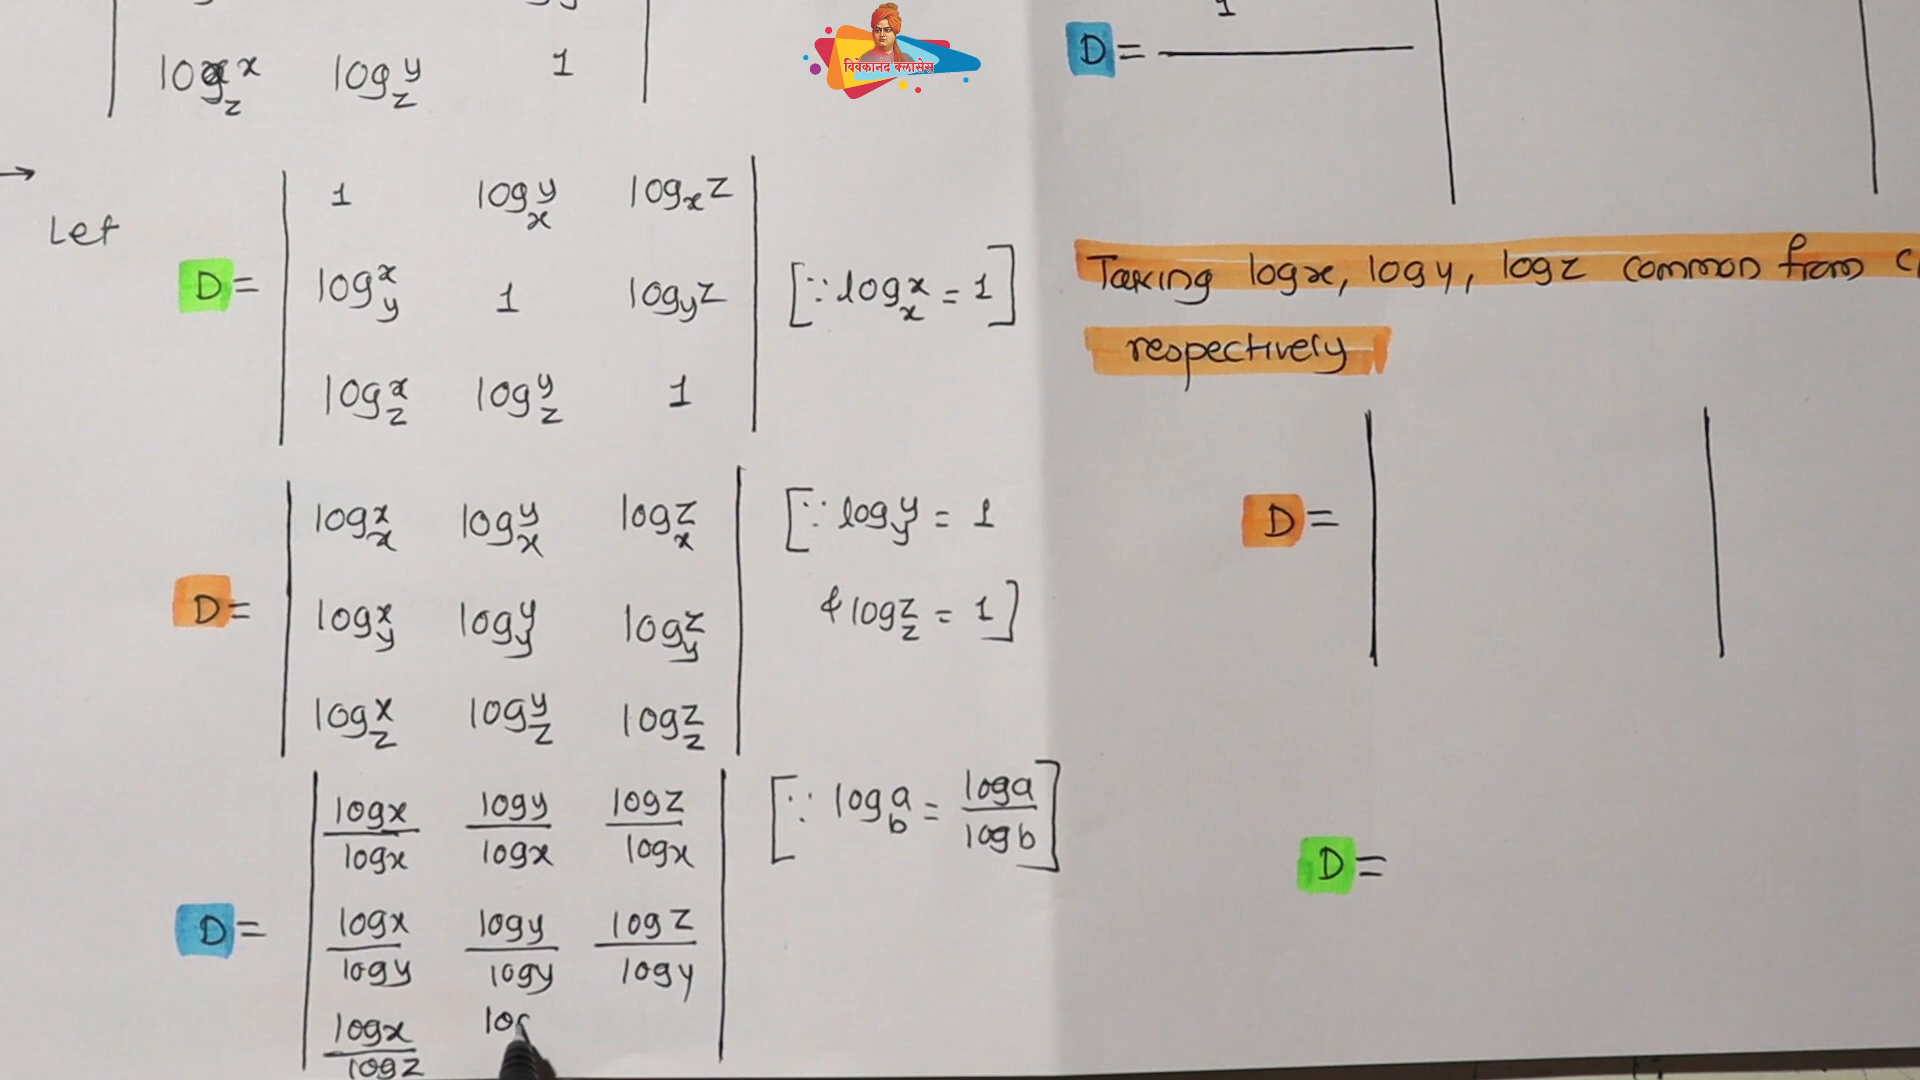 log_z x log_z y 1
विवेकानंद क्लासेस
→
Let
D = | 1 log_x y log_x z |
| log_y x 1 log_y z | [∵ log_x x = 1]
| log_z x log_z y 1 |
D = | log_x x log_x y log_x z | [∵ log_y y = 1
| log_y x log_y y log_y z | & log_z z = 1]
| log_z x log_z y log_z z |
D = | logx/logx logy/logx logz/logx | [∵ log_b a = loga/logb]
| logx/logy logy/logy logz/logy |
| logx/logz log
D = 1
Taking logx, logy, logz common from
respectively
D =
D =